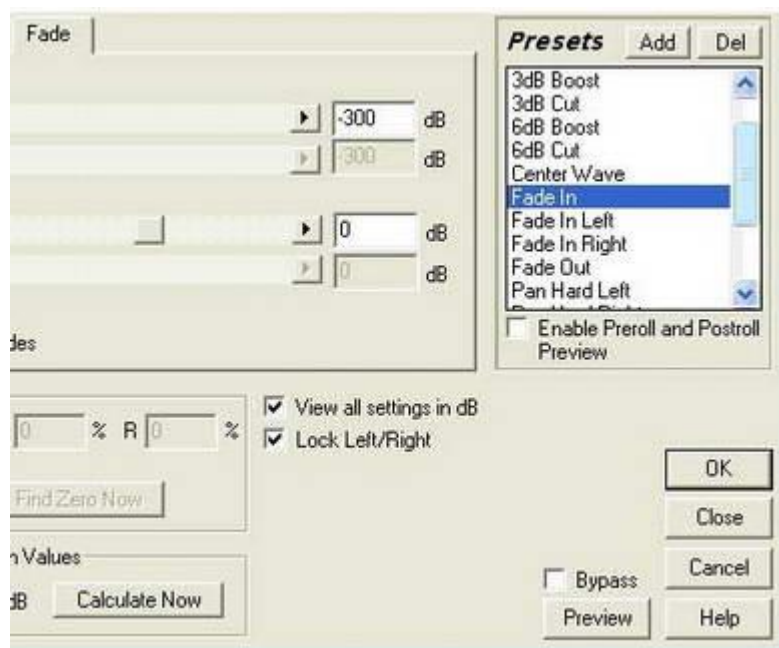 Fade
Presets Add Del
3dB Boost
3dB Cut
6dB Boost
6dB Cut
Center Wave
Fade In
Fade In Left
Fade In Right
Fade Out
Pan Hard Left
Enable Preroll and Postroll
Preview
-300 dB
-300 dB
0 dB
0 dB
des
0 % R 0 %
Find Zero Now
View all settings in dB
Lock Left/Right
n Values
dB Calculate Now
Bypass
Preview
OK
Close
Cancel
Help